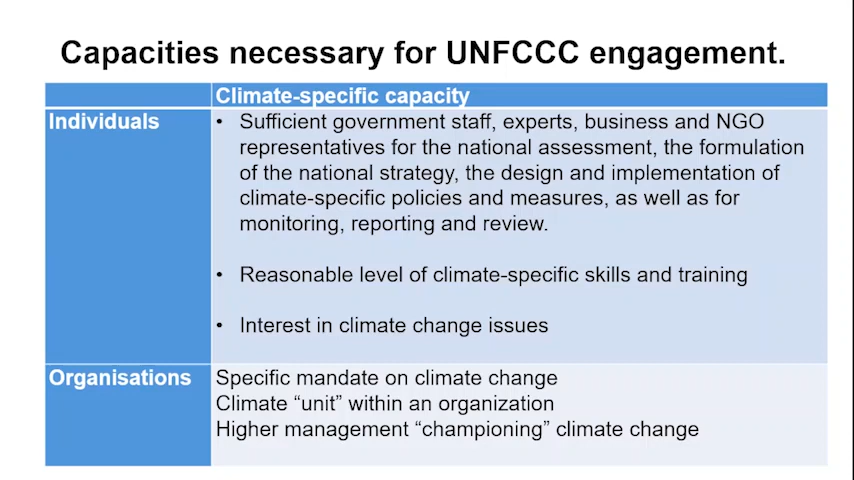 Capacities necessary for UNFCCC engagement.
Climate-specific capacity
Individuals
• Sufficient government staff, experts, business and NGO
representatives for the national assessment, the formulation
of the national strategy, the design and implementation of
climate-specific policies and measures, as well as for
monitoring, reporting and review.
• Reasonable level of climate-specific skills and training
• Interest in climate change issues
Organisations
Specific mandate on climate change
Climate “unit” within an organization
Higher management “championing” climate change